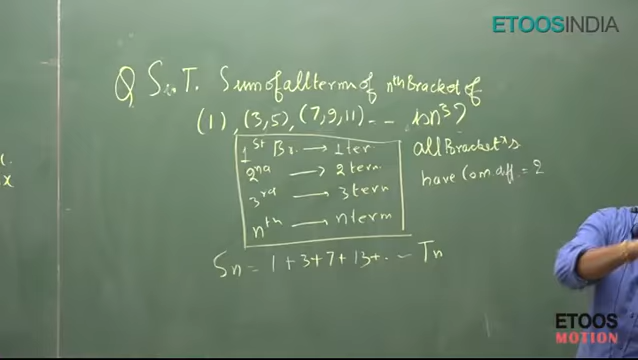 ETOOSINDIA
Q S.T. Sum of all terms of nth Bracket of
(1), (3,5), (7,9,11) -- is n³?
1st Br. → 1 term
2nd → 2 term
3rd → 3 term
nth → n term
all Bracket's
have Com. diff. = 2
Sn = 1 + 3 + 7 + 13 + . -- Tn
ETOOS
MOTION